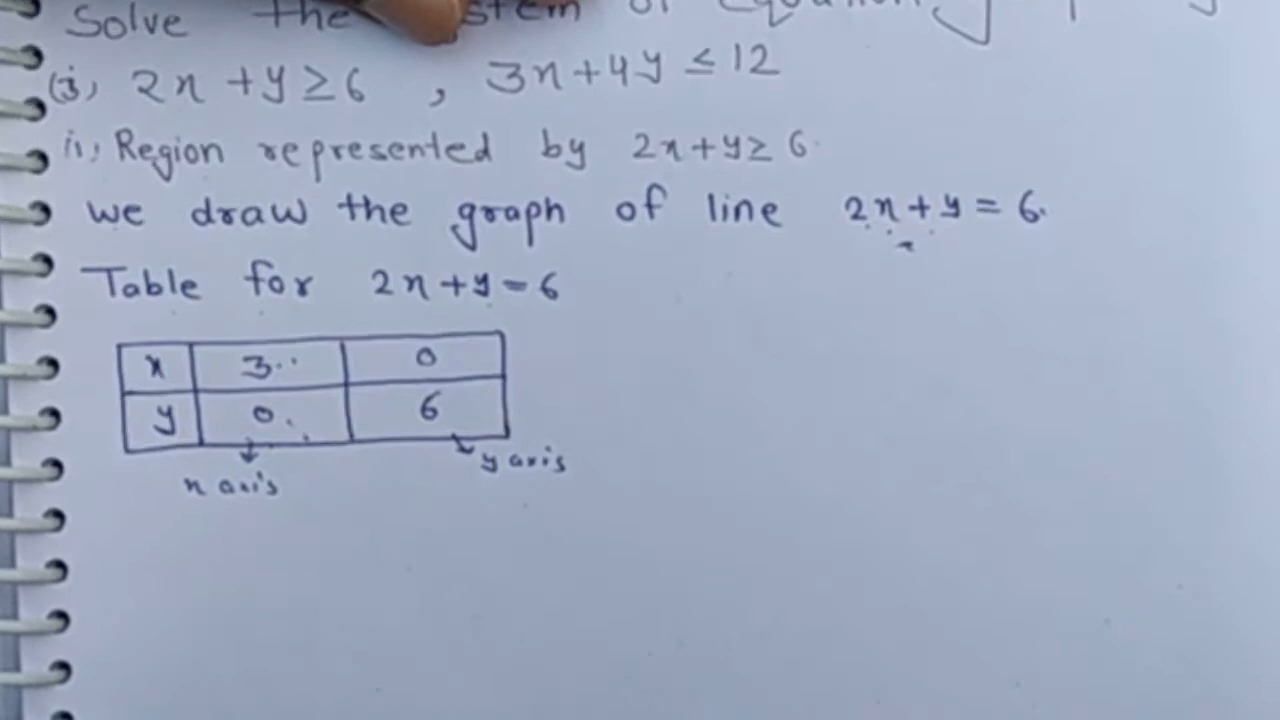 Solve the
(i), 2x + y ≥ 6 , 3x + 4y ≤ 12
i), Region represented by 2x + y ≥ 6.
we draw the graph of line 2x + y = 6.
Table for 2x + y = 6
x 3 0
y 0 6
x axis y axis